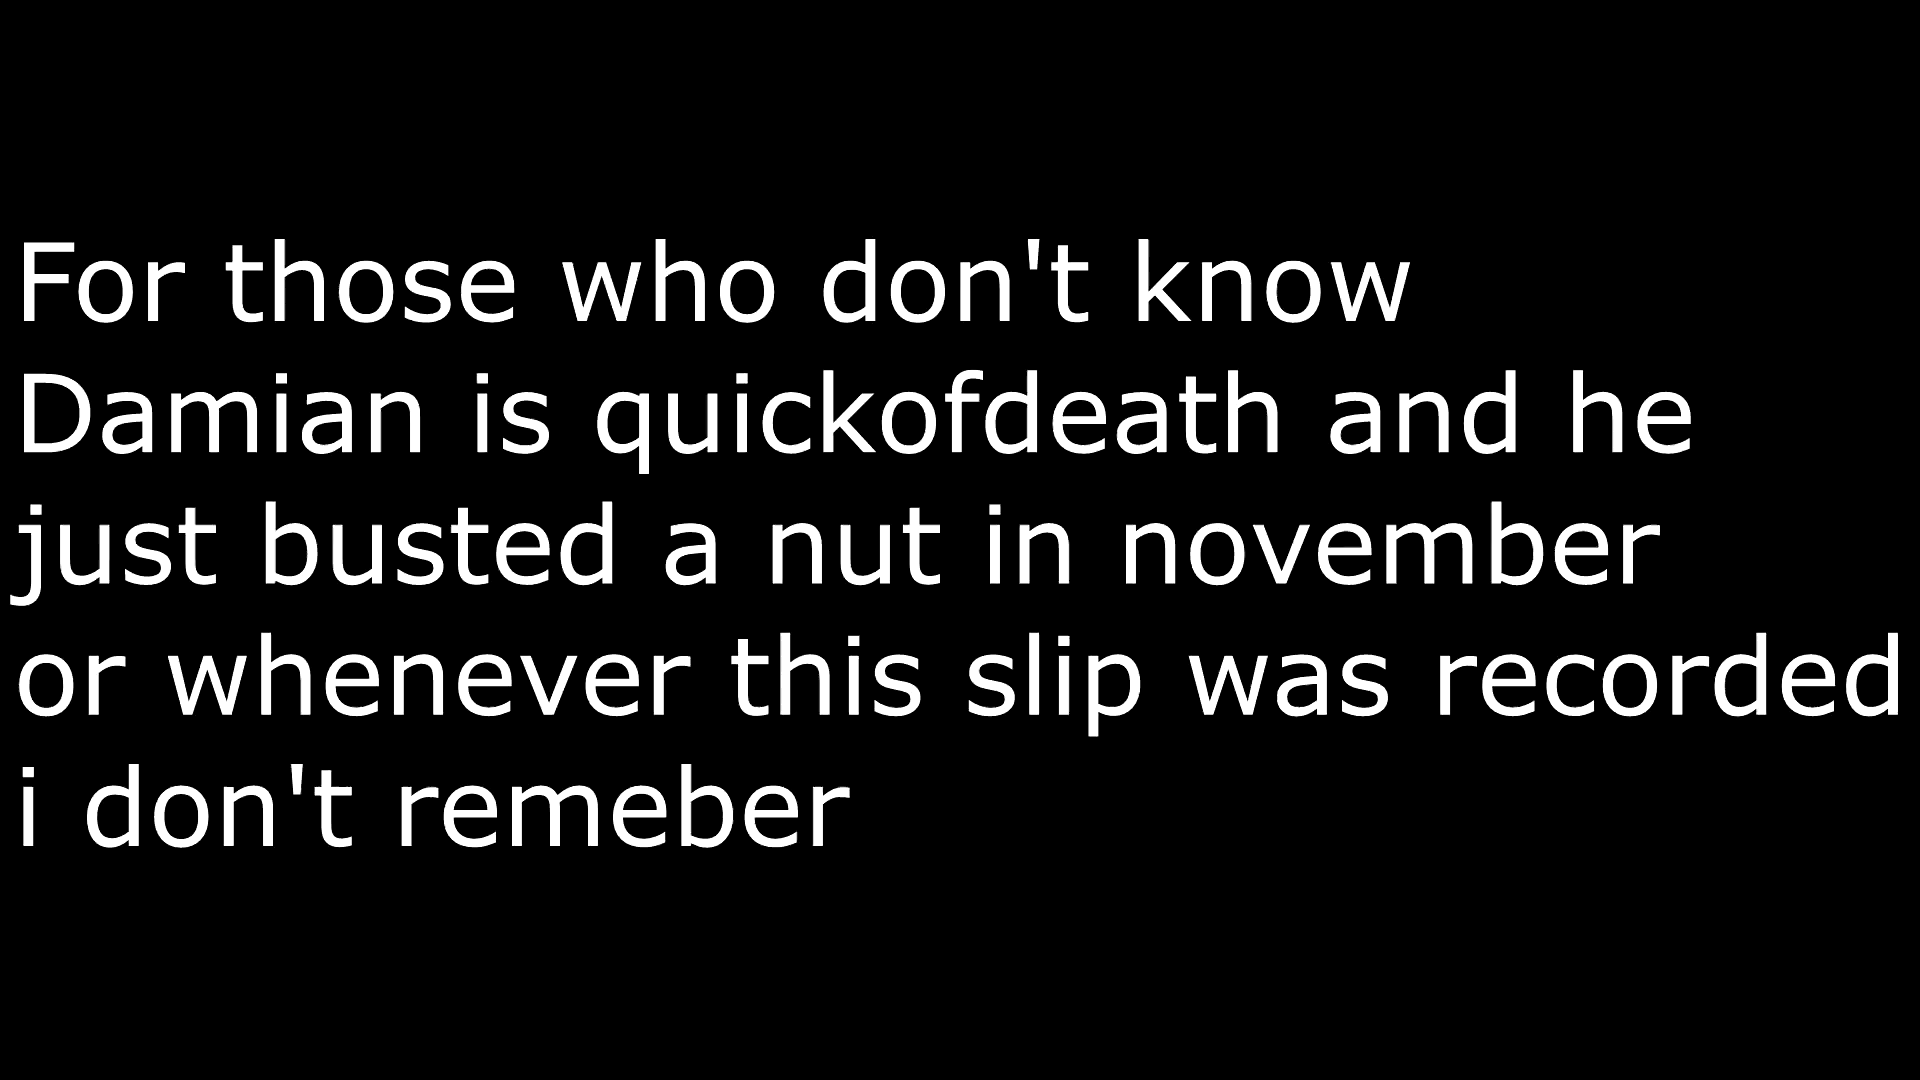 For those who don't know
Damian is quickofdeath and he
just busted a nut in november
or whenever this slip was recorded
i don't remeber